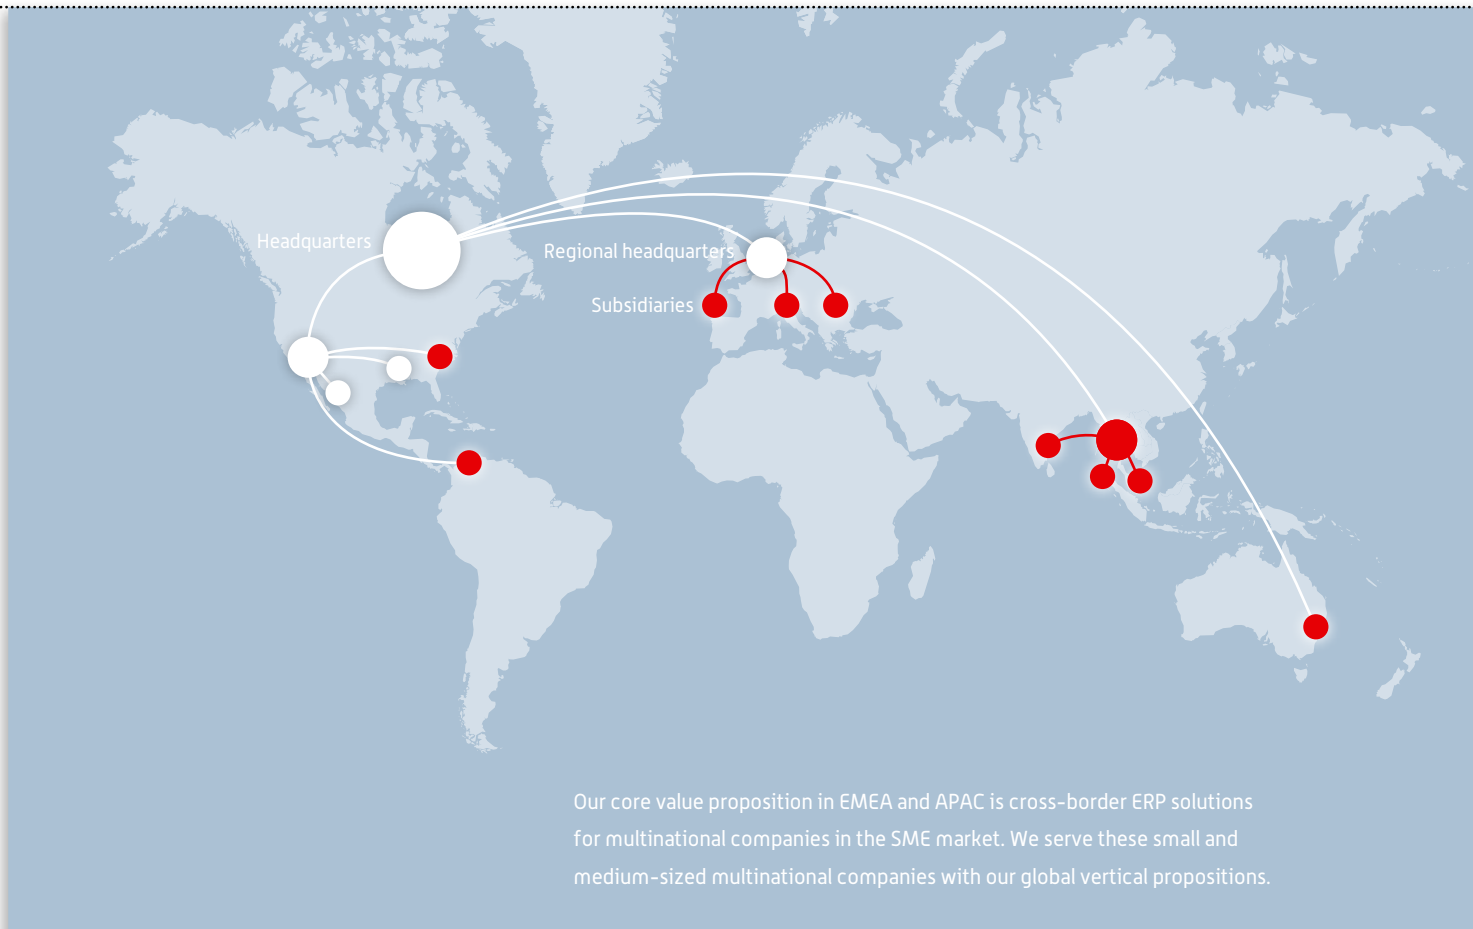 Headquarters
Regional headquarters
Subsidiaries
Our core value proposition in EMEA and APAC is cross-border ERP solutions
for multinational companies in the SME market. We serve these small and
medium-sized multinational companies with our global vertical propositions.